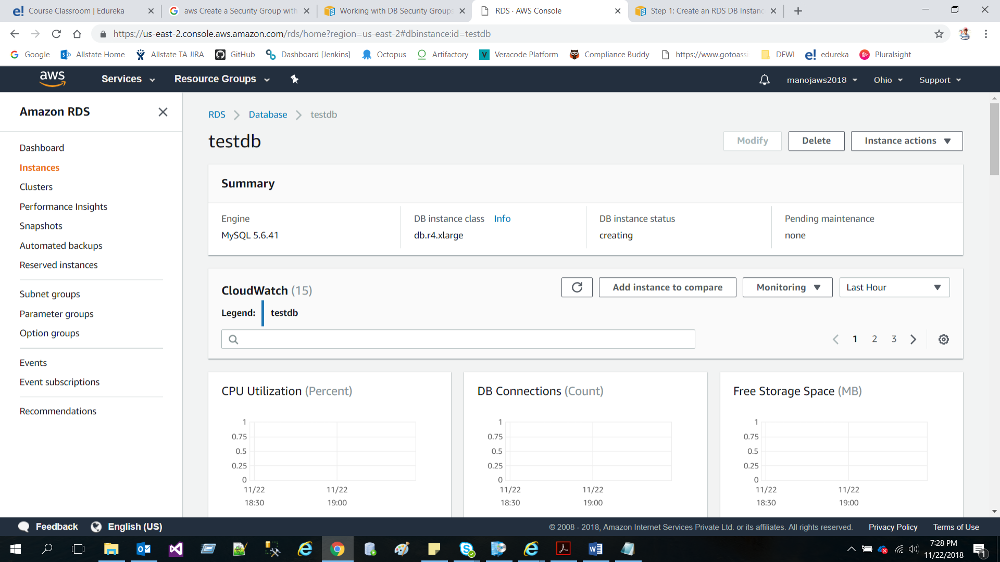 Course Classroom | Edureka
aws Create a Security Group with
Working with DB Security Groups
RDS · AWS Console
Step 1: Create an RDS DB Instanc
https://us-east-2.console.aws.amazon.com/rds/home?region=us-east-2#dbinstance:id=testdb
Google
Allstate Home
Allstate TA JIRA
GitHub
Dashboard [Jenkins]
Octopus
Artifactory
Veracode Platform
Compliance Buddy
https://www.gotoassi
DEWI
edureka
Pluralsight
aws
Services
Resource Groups
manojaws2018
Ohio
Support
Amazon RDS
Dashboard
Instances
Clusters
Performance Insights
Snapshots
Automated backups
Reserved instances
Subnet groups
Parameter groups
Option groups
Events
Event subscriptions
Recommendations
RDS
Database
testdb
testdb
Modify
Delete
Instance actions
Summary
Engine
MySQL 5.6.41
DB instance class Info
db.r4.xlarge
DB instance status
creating
Pending maintenance
none
CloudWatch (15)
Add instance to compare
Monitoring
Last Hour
Legend: testdb
1 2 3
CPU Utilization (Percent)
1
0.75
0.5
0.25
0
11/22 18:30
11/22 19:00
DB Connections (Count)
1
0.75
0.5
0.25
0
11/22 18:30
11/22 19:00
Free Storage Space (MB)
1
0.75
0.5
0.25
0
11/22 18:30
11/22 19:00
Feedback
English (US)
© 2008 - 2018, Amazon Internet Services Private Ltd. or its affiliates. All rights reserved.
Privacy Policy
Terms of Use
7:28 PM
11/22/2018
1